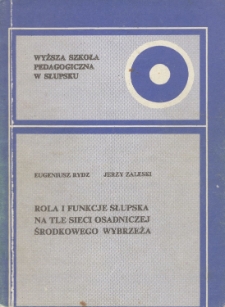 WYŻSZA SZKOŁA
PEDAGOGICZNA
W SŁUPSKU
EUGENIUSZ RYDZ JERZY ZALESKI
ROLA I FUNKCJE SŁUPSKA
NA TLE SIECI OSADNICZEJ
ŚRODKOWEGO WYBRZEŻA